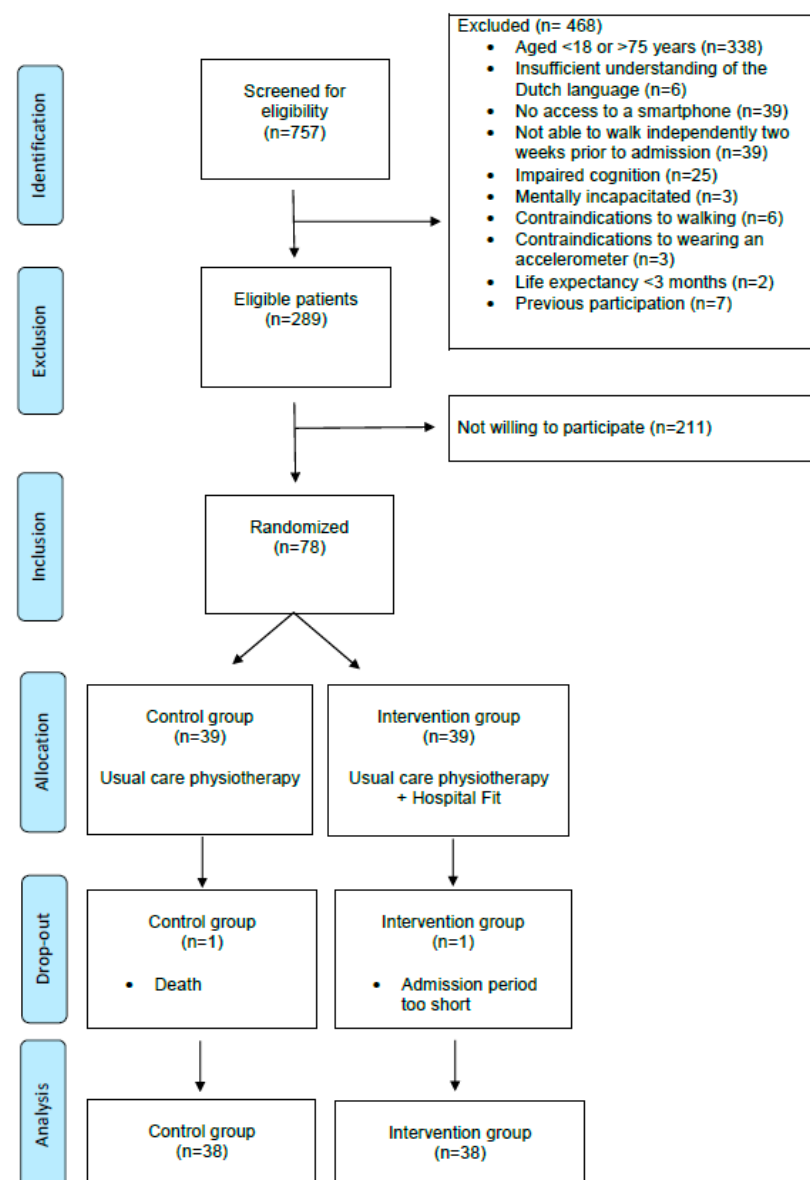 Identification
Screened for
eligibility
(n=757)
Excluded (n= 468)
• Aged <18 or >75 years (n=338)
• Insufficient understanding of the
Dutch language (n=6)
• No access to a smartphone (n=39)
• Not able to walk independently two
weeks prior to admission (n=39)
• Impaired cognition (n=25)
• Mentally incapacitated (n=3)
• Contraindications to walking (n=6)
• Contraindications to wearing an
accelerometer (n=3)
• Life expectancy <3 months (n=2)
• Previous participation (n=7)
Exclusion
Eligible patients
(n=289)
Not willing to participate (n=211)
Inclusion
Randomized
(n=78)
Allocation
Control group
(n=39)
Usual care physiotherapy
Intervention group
(n=39)
Usual care physiotherapy
+ Hospital Fit
Drop-out
Control group
(n=1)
• Death
Intervention group
(n=1)
• Admission period
too short
Analysis
Control group
(n=38)
Intervention group
(n=38)